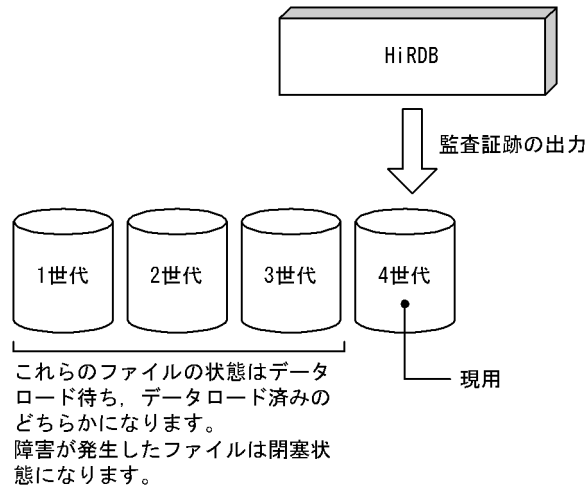 HiRDB
監査証跡の出力
1世代
2世代
3世代
4世代
これらのファイルの状態はデータ
ロード待ち，データロード済みの
どちらかになります。
障害が発生したファイルは閉塞状
態になります。
現用